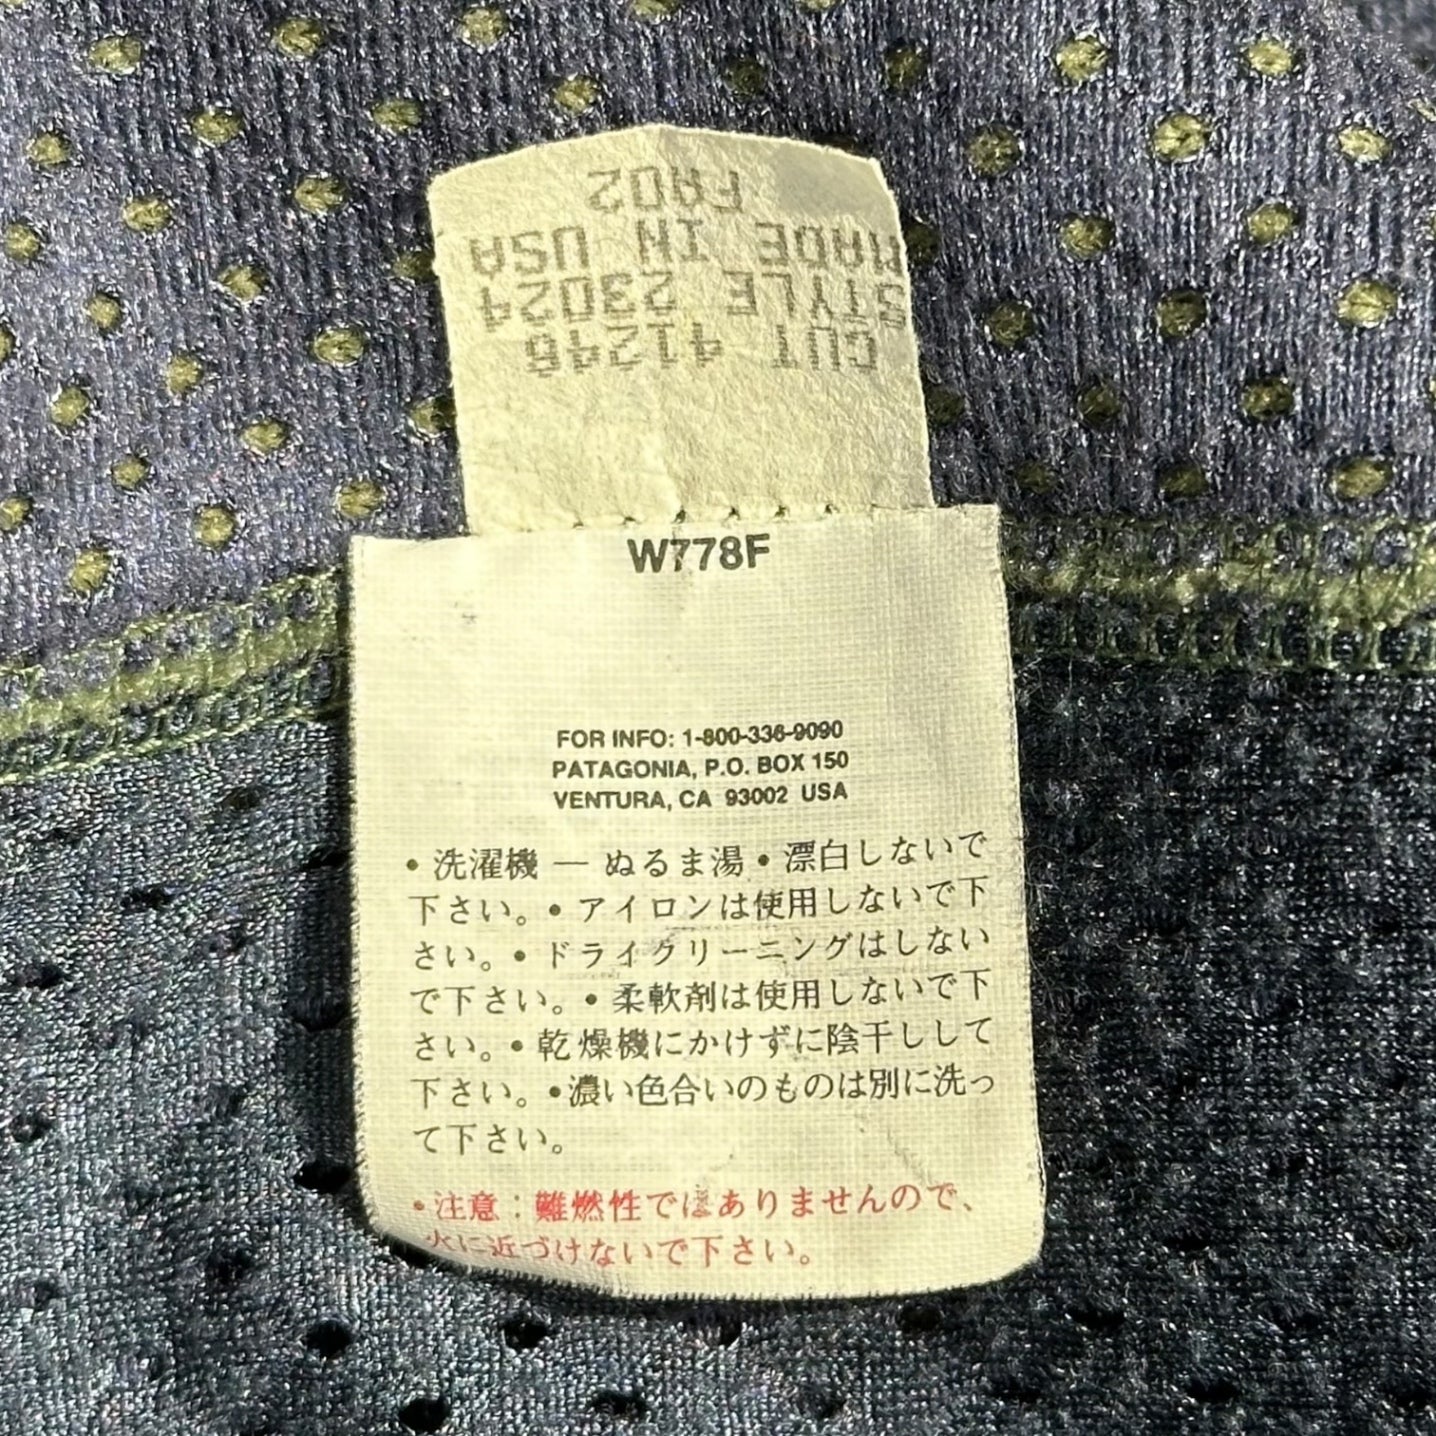 CUT 41248
STYLE 23024
MADE IN USA
FA02
W778F
FOR INFO: 1-800-336-9090
PATAGONIA, P.O. BOX 150
VENTURA, CA 93002 USA
• 洗濯機 — ぬるま湯 • 漂白しないで
下さい。• アイロンは使用しないで下
さい。• ドライクリーニングはしない
で下さい。• 柔軟剤は使用しないで下
さい。• 乾燥機にかけずに陰干しして
下さい。• 濃い色合いのものは別に洗っ
て下さい。
• 注意：難燃性ではありませんので、
火に近づけないで下さい。